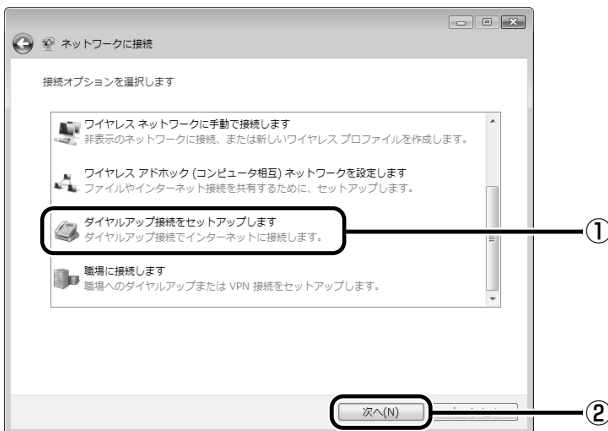 ネットワークに接続
接続オプションを選択します
ワイヤレス ネットワークに手動で接続します
非表示のネットワークに接続、または新しいワイヤレス プロファイルを作成します。
ワイヤレス アドホック (コンピュータ相互) ネットワークを設定します
ファイルやインターネット接続を共有するために、セットアップします。
ダイヤルアップ接続をセットアップします
ダイヤルアップ接続でインターネットに接続します。
①
職場に接続します
職場へのダイヤルアップまたは VPN 接続をセットアップします。
次へ(N)
②